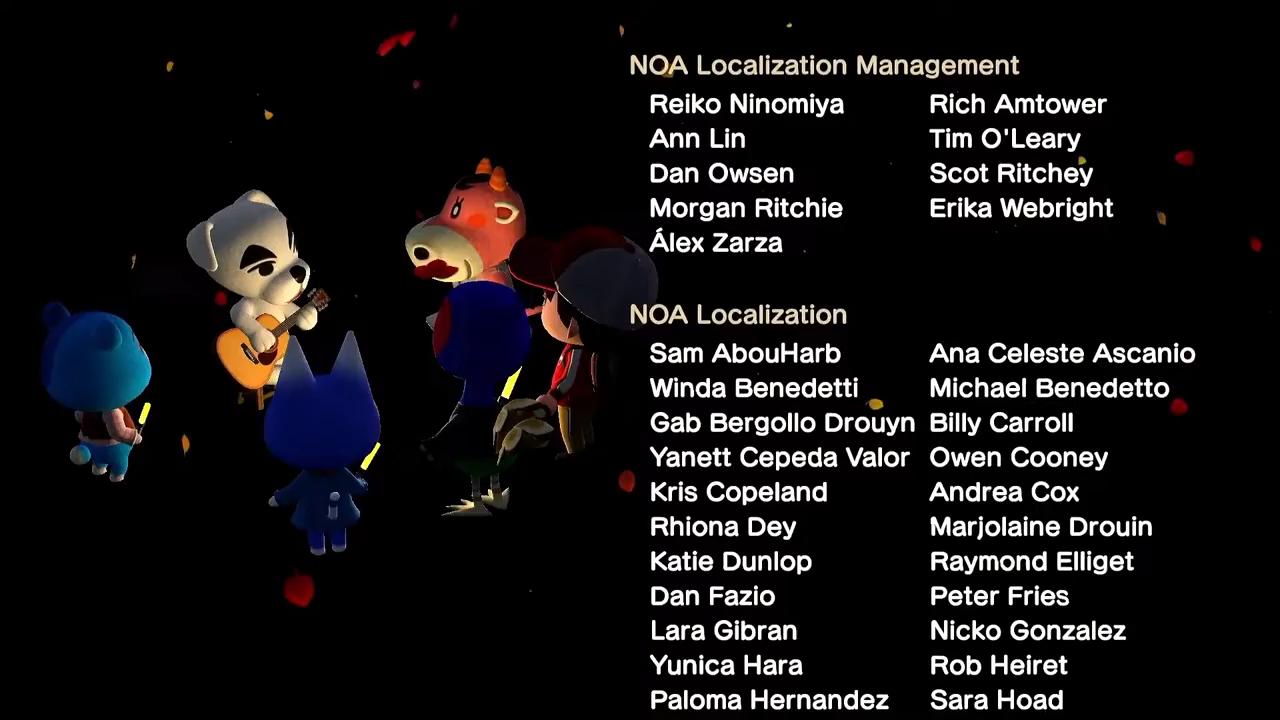 NOA Localization Management
Reiko Ninomiya Rich Amtower
Ann Lin Tim O'Leary
Dan Owsen Scot Ritchey
Morgan Ritchie Erika Webright
Álex Zarza
NOA Localization
Sam AbouHarb Ana Celeste Ascanio
Winda Benedetti Michael Benedetto
Gab Bergollo Drouyn Billy Carroll
Yanett Cepeda Valor Owen Cooney
Kris Copeland Andrea Cox
Rhiona Dey Marjolaine Drouin
Katie Dunlop Raymond Elliget
Dan Fazio Peter Fries
Lara Gibran Nicko Gonzalez
Yunica Hara Rob Heiret
Paloma Hernandez Sara Hoad